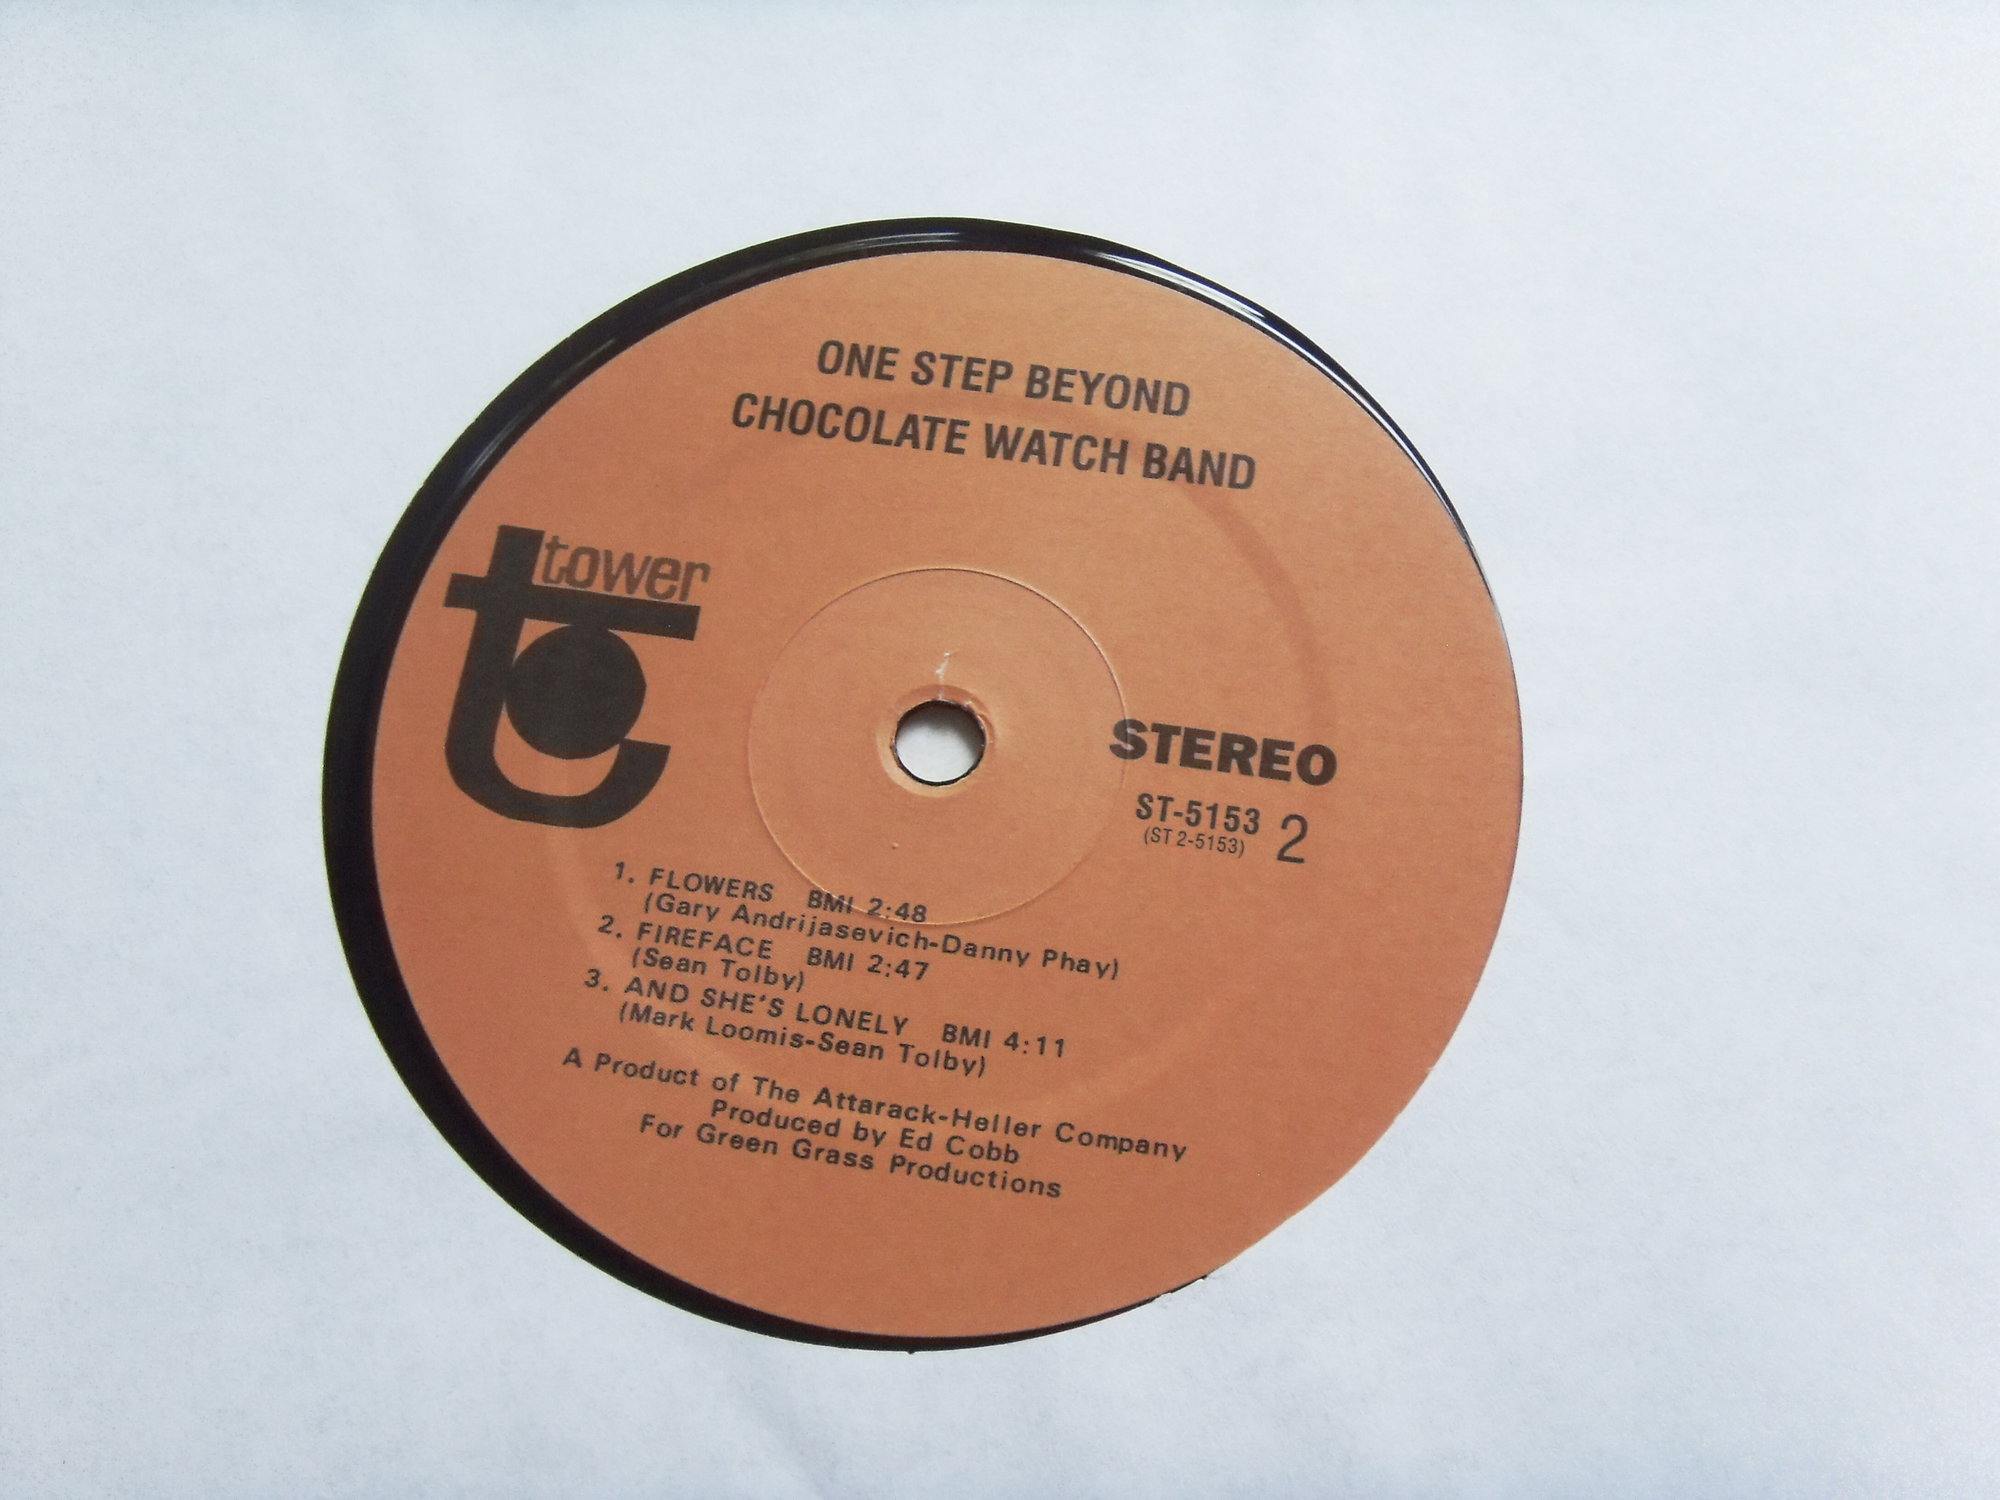 ONE STEP BEYOND
CHOCOLATE WATCH BAND
tower
STEREO
ST-5153 2
(ST 2-5153)
1. FLOWERS BMI 2:48
(Gary Andrijasevich-Danny Phay)
2. FIREFACE BMI 2:47
(Sean Tolby)
3. AND SHE'S LONELY BMI 4:11
(Mark Loomis-Sean Tolby)
A Product of The Attarack-Heller Company
Produced by Ed Cobb
For Green Grass Productions